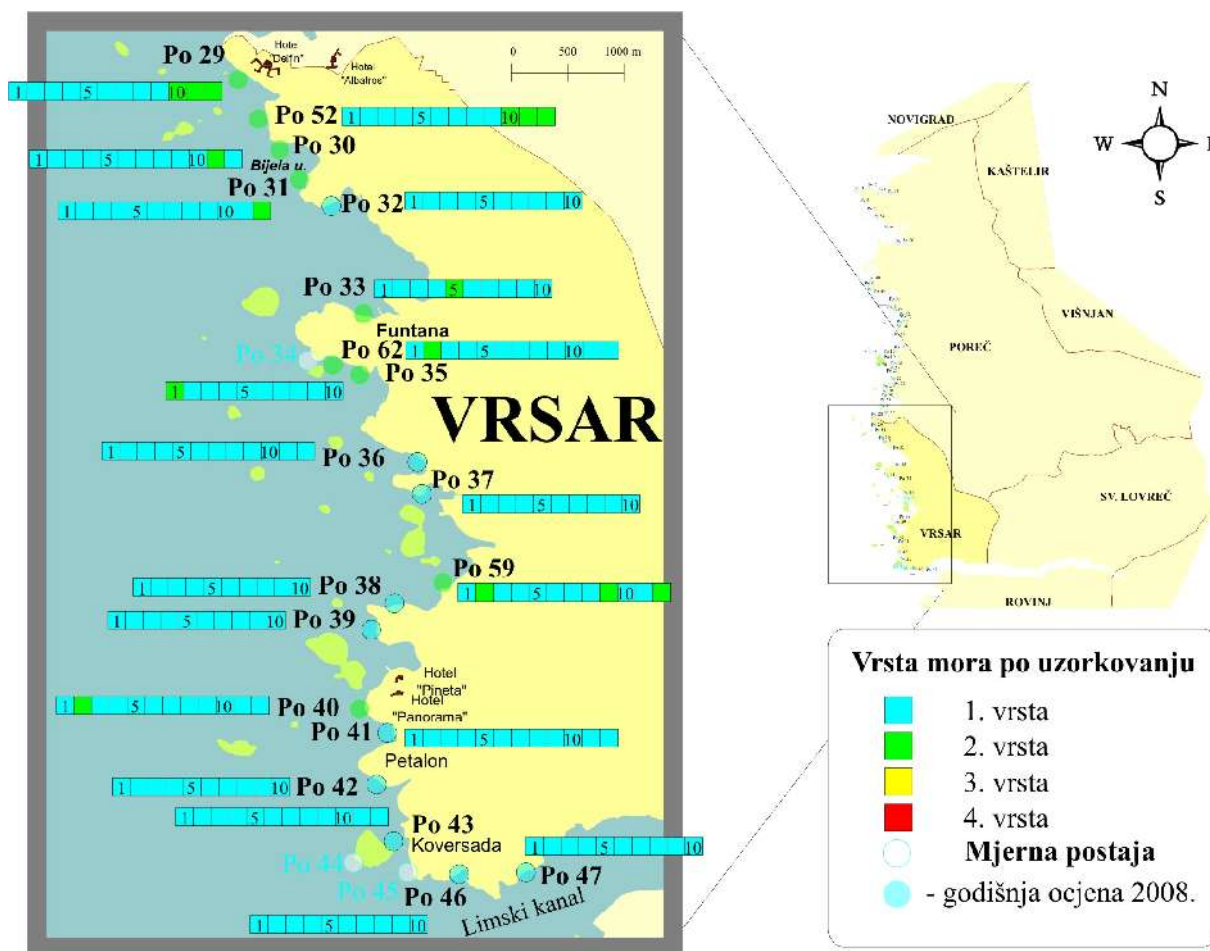 Hotel
"Delfin"
Hotel
"Albatros"
0 500 1000 m
Po 29
1 5 10
Po 52
1 5 10
Po 30
1 5 10
Bijela u.
Po 31
1 5 10
Po 32
1 5 10
Po 33
1 5 10
Funtana
Po 34
Po 62
1 5 10
Po 35
1 5 10
VRSAR
Po 36
1 5 10
Po 37
1 5 10
Po 59
1 5 10
Po 38
1 5 10
Po 39
1 5 10
Hotel
"Pineta"
Hotel
"Panorama"
Po 40
1 5 10
Po 41
1 5 10
Petalon
Po 42
1 5 10
Po 43
1 5 10
Koversada
Po 44
Po 45
Po 46
1 5 10
Po 47
1 5 10
Limski kanal
N
W
S
NOVIGRAD
KAŠTELIR
VIŠNJAN
POREČ
SV. LOVREČ
VRSAR
ROVINJ
Vrsta mora po uzorkovanju
1. vrsta
2. vrsta
3. vrsta
4. vrsta
Mjerna postaja
- godišnja ocjena 2008.